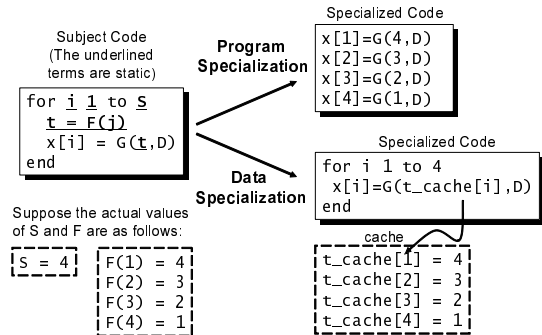 Subject Code
(The underlined
terms are static)
for i 1 to S
t = F(j)
x[i] = G(t,D)
end
Program
Specialization
Data
Specialization
Specialized Code
x[1]=G(4,D)
x[2]=G(3,D)
x[3]=G(2,D)
x[4]=G(1,D)
Specialized Code
for i 1 to 4
x[i]=G(t_cache[i],D)
end
Suppose the actual values
of S and F are as follows:
S = 4
F(1) = 4
F(2) = 3
F(3) = 2
F(4) = 1
cache
t_cache[1] = 4
t_cache[2] = 3
t_cache[3] = 2
t_cache[4] = 1